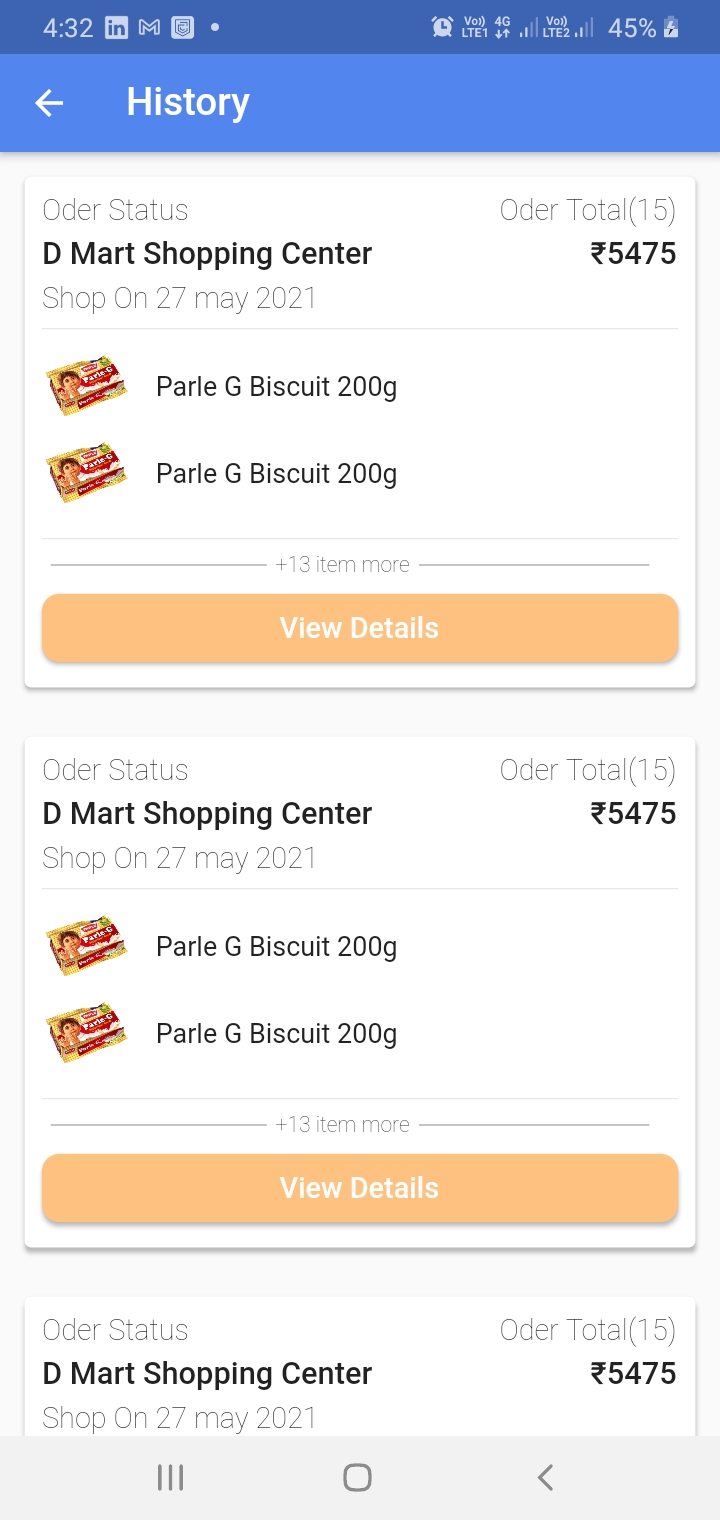 4:32 Vo)) LTE1 4G Vo)) LTE2 45%
History
Oder Status Oder Total(15)
D Mart Shopping Center ₹5475
Shop On 27 may 2021
Parle G Biscuit 200g
Parle G Biscuit 200g
+13 item more
View Details
Oder Status Oder Total(15)
D Mart Shopping Center ₹5475
Shop On 27 may 2021
Parle G Biscuit 200g
Parle G Biscuit 200g
+13 item more
View Details
Oder Status Oder Total(15)
D Mart Shopping Center ₹5475
Shop On 27 may 2021